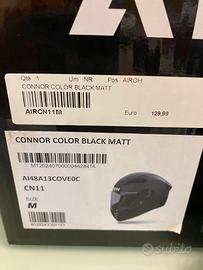 Qtà 1 Um NR Pos AIROH
CONNOR COLOR BLACK MATT
AIRCN11M
Euro 129,99
CONNOR COLOR BLACK MATT
MT20240700004428414
AI48A13COVE0C
CN11
SIZE
M
subito